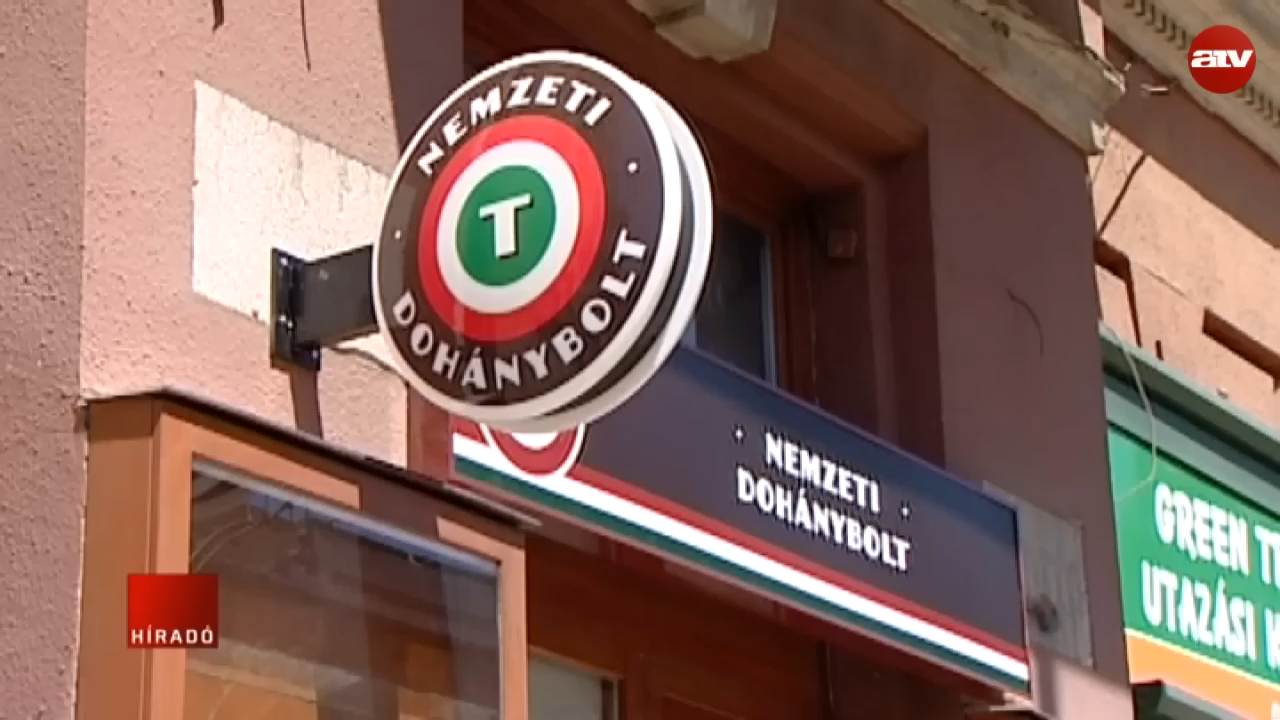 atv
NEMZETI
T
DOHÁNYBOLT
· NEMZETI ·
DOHÁNYBOLT
GREEN
UTAZÁSI
HÍRADÓ